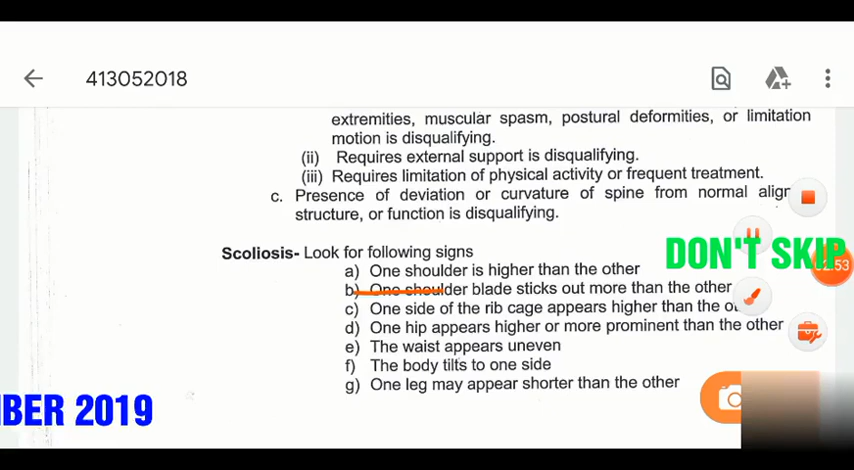 413052018
extremities, muscular spasm, postural deformities, or limitation
motion is disqualifying.
(ii) Requires external support is disqualifying.
(iii) Requires limitation of physical activity or frequent treatment.
c. Presence of deviation or curvature of spine from normal
structure, or function is disqualifying.
Scoliosis- Look for following signs
DON'T SKIP
a) One shoulder is higher than the other
b) One shoulder blade sticks out more than the other
c) One side of the rib cage appears higher than the
d) One hip appears higher or more prominent than the other
e) The waist appears uneven
f) The body tilts to one side
g) One leg may appear shorter than the other
BER 2019